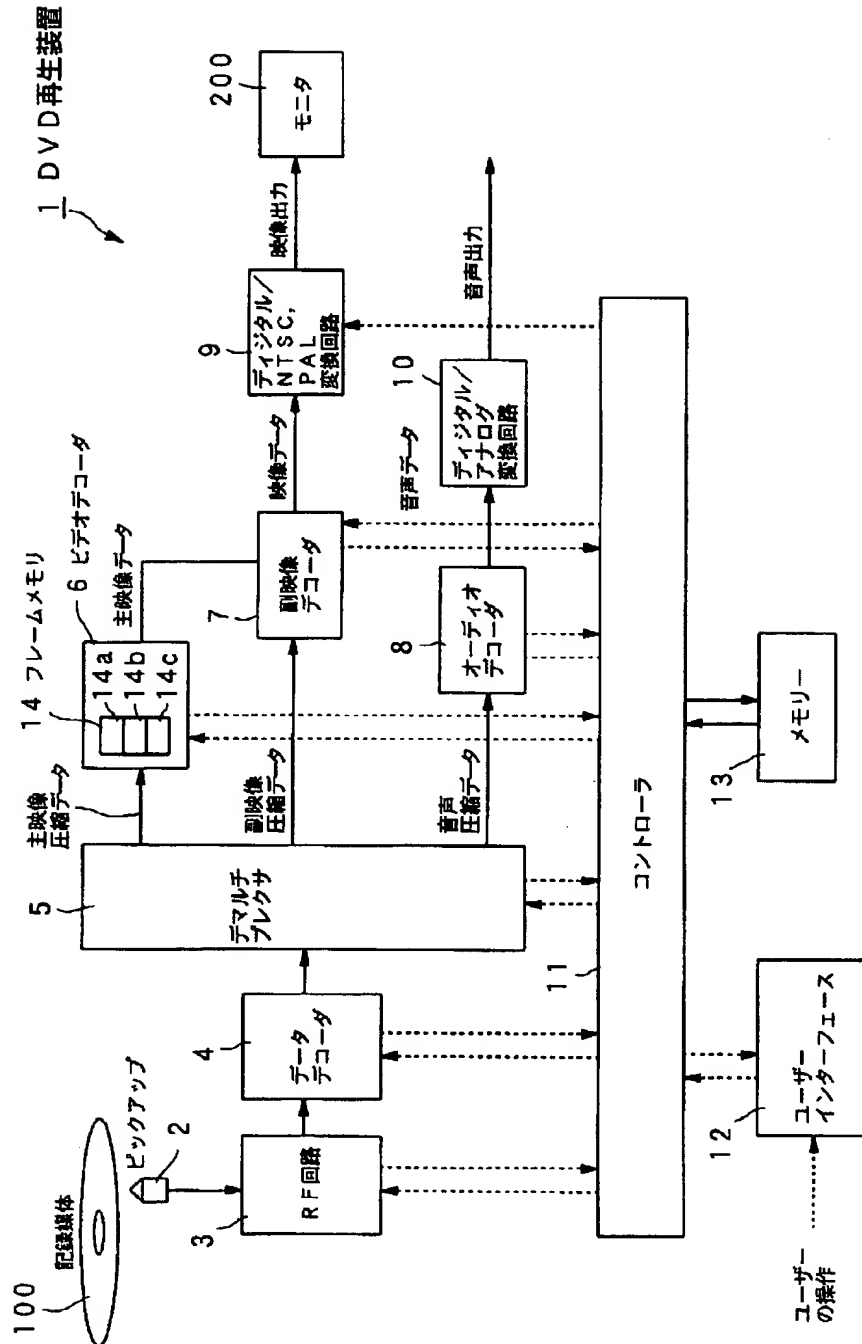 1 DVD再生装置
100
記録媒体
ピックアップ
2
3
RF回路
4
データ
デコーダ
5
デマルチ
プレクサ
主映像
圧縮データ
副映像
圧縮データ
音声
圧縮データ
14 フレームメモリ
14a
14b
14c
6 ビデオデコーダ
主映像データ
7
副映像
デコーダ
映像データ
8
オーディオ
デコーダ
音声データ
9
ディジタル/
NTSC,
PAL
変換回路
映像出力
10
ディジタル/
アナログ
変換回路
音声出力
200
モニタ
11
コントローラ
ユーザー
の操作
12
ユーザー
インターフェース
13
メモリー